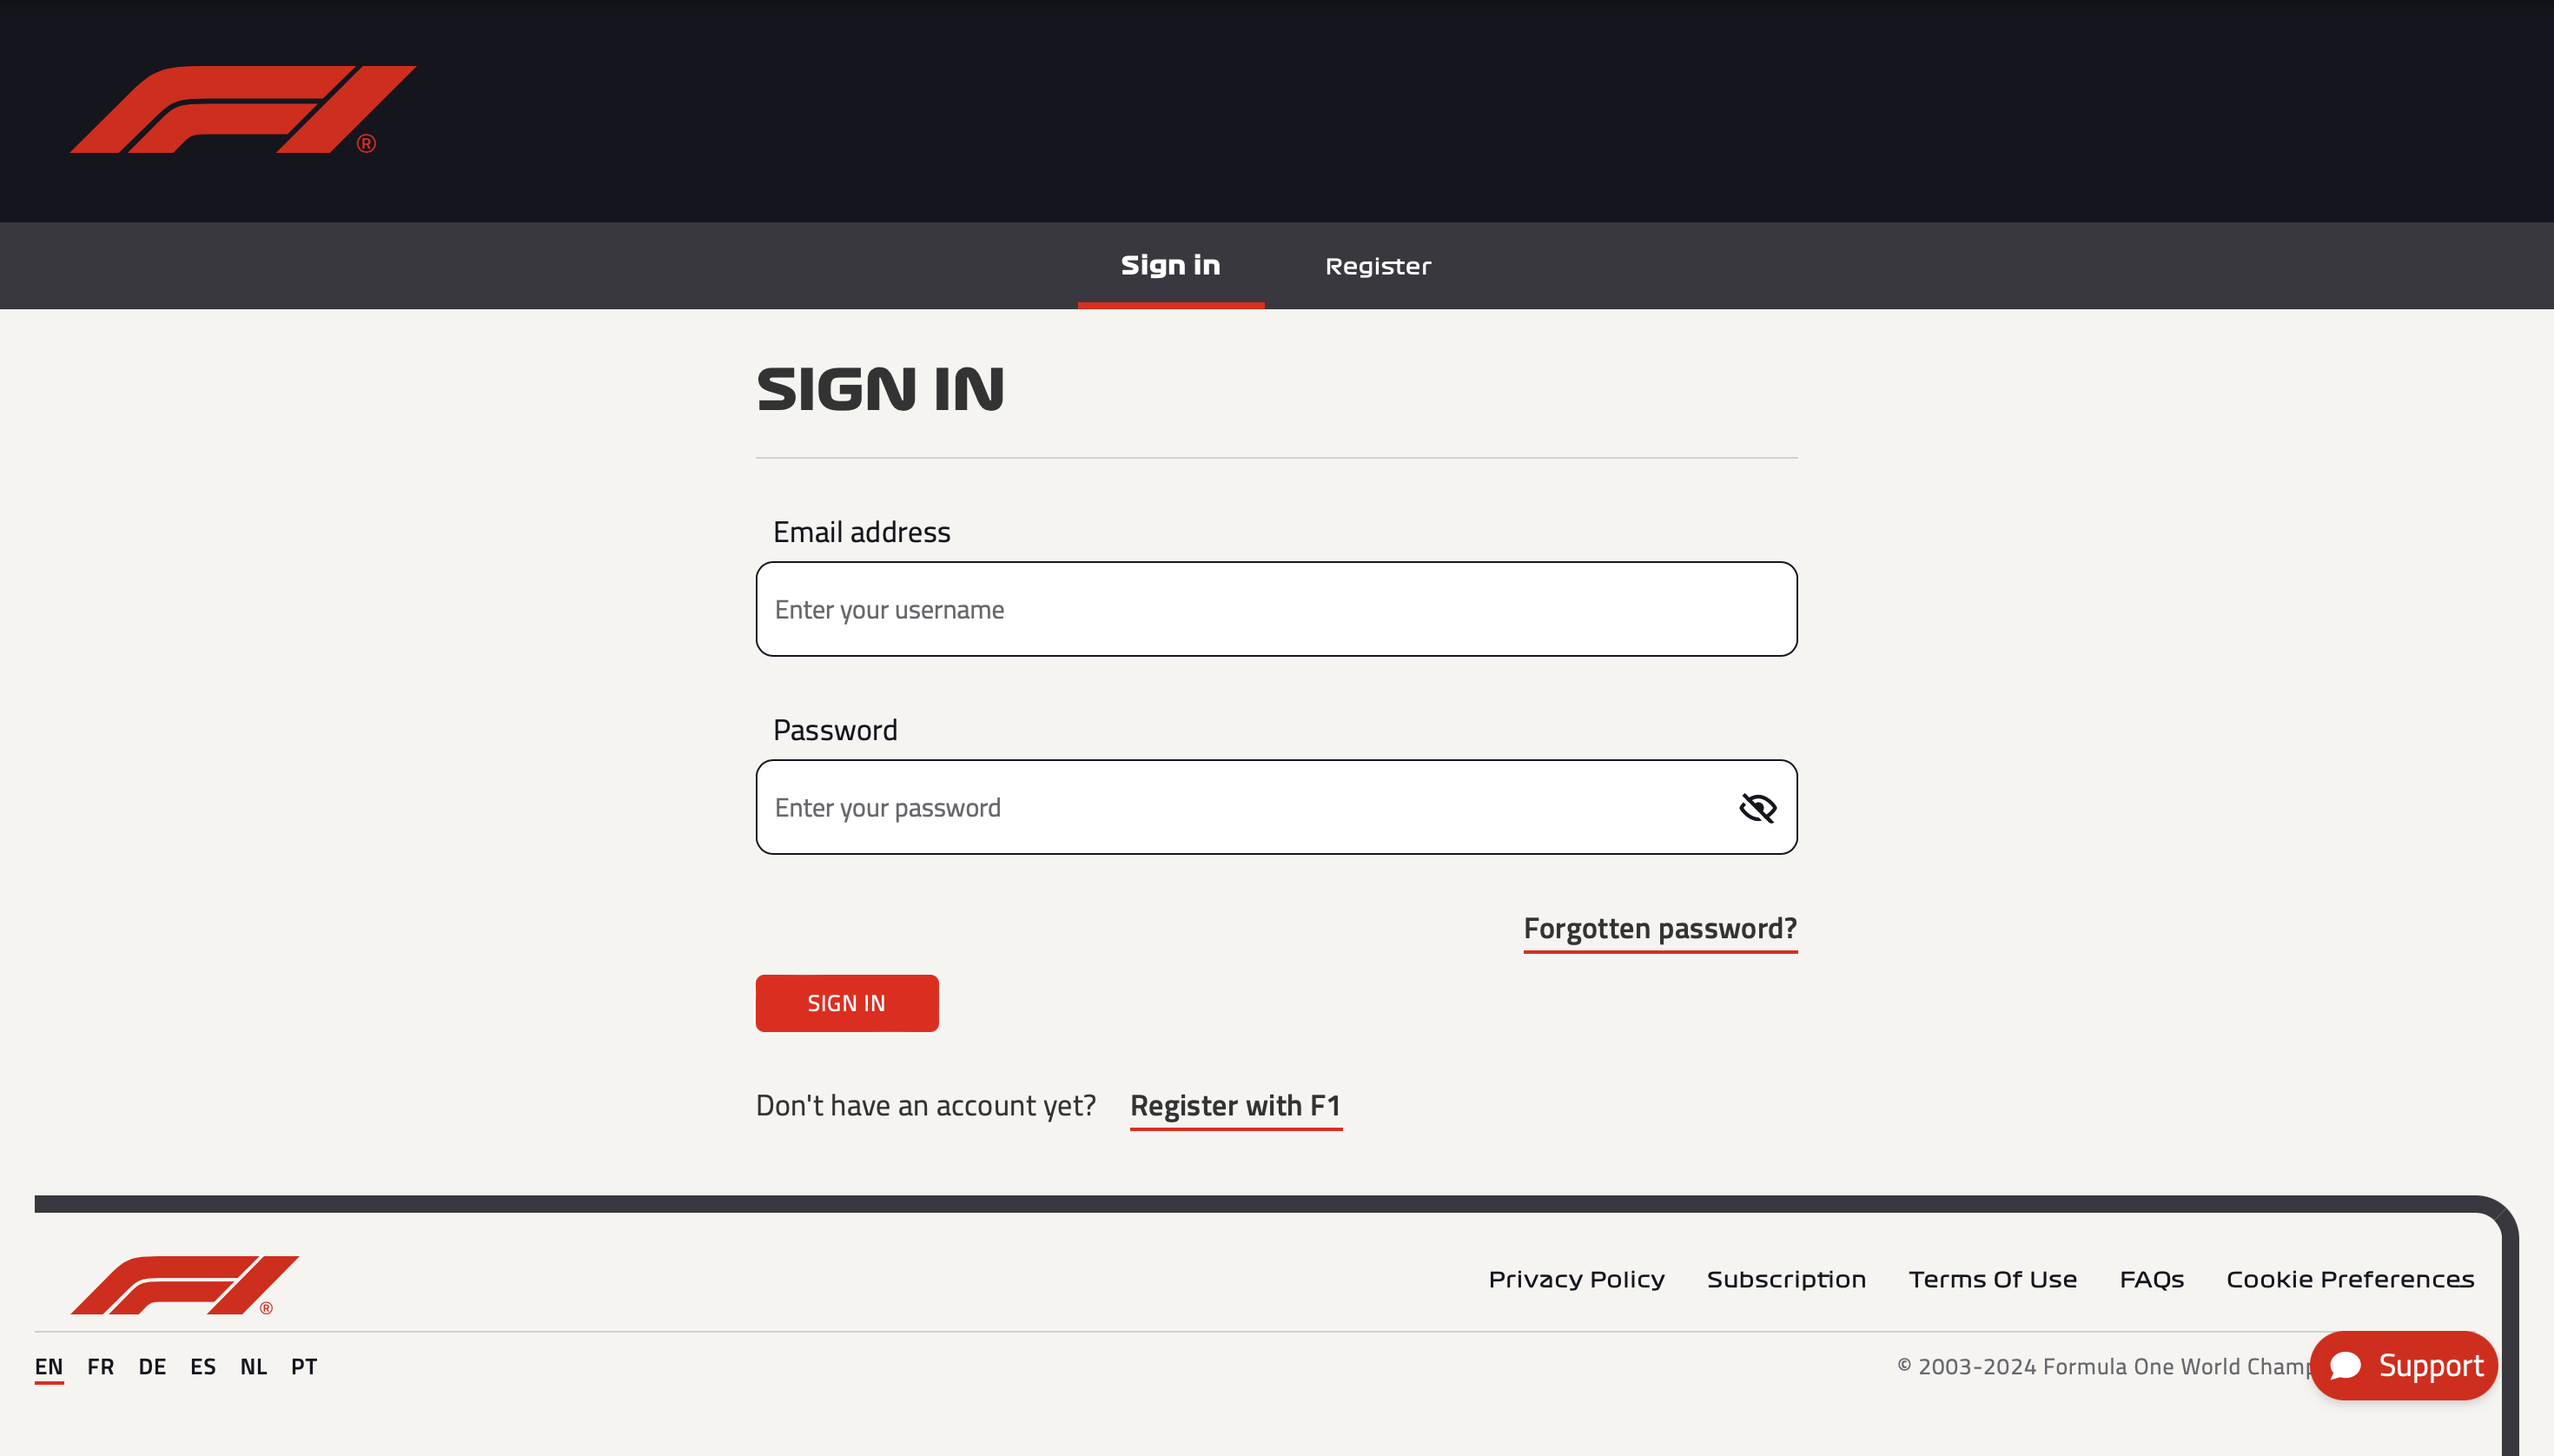 F1®
Sign in Register
SIGN IN
Email address
Enter your username
Password
Enter your password
Forgotten password?
SIGN IN
Don't have an account yet? Register with F1
F1®
Privacy Policy Subscription Terms Of Use FAQs Cookie Preferences
EN FR DE ES NL PT
© 2003-2024 Formula One World
Support